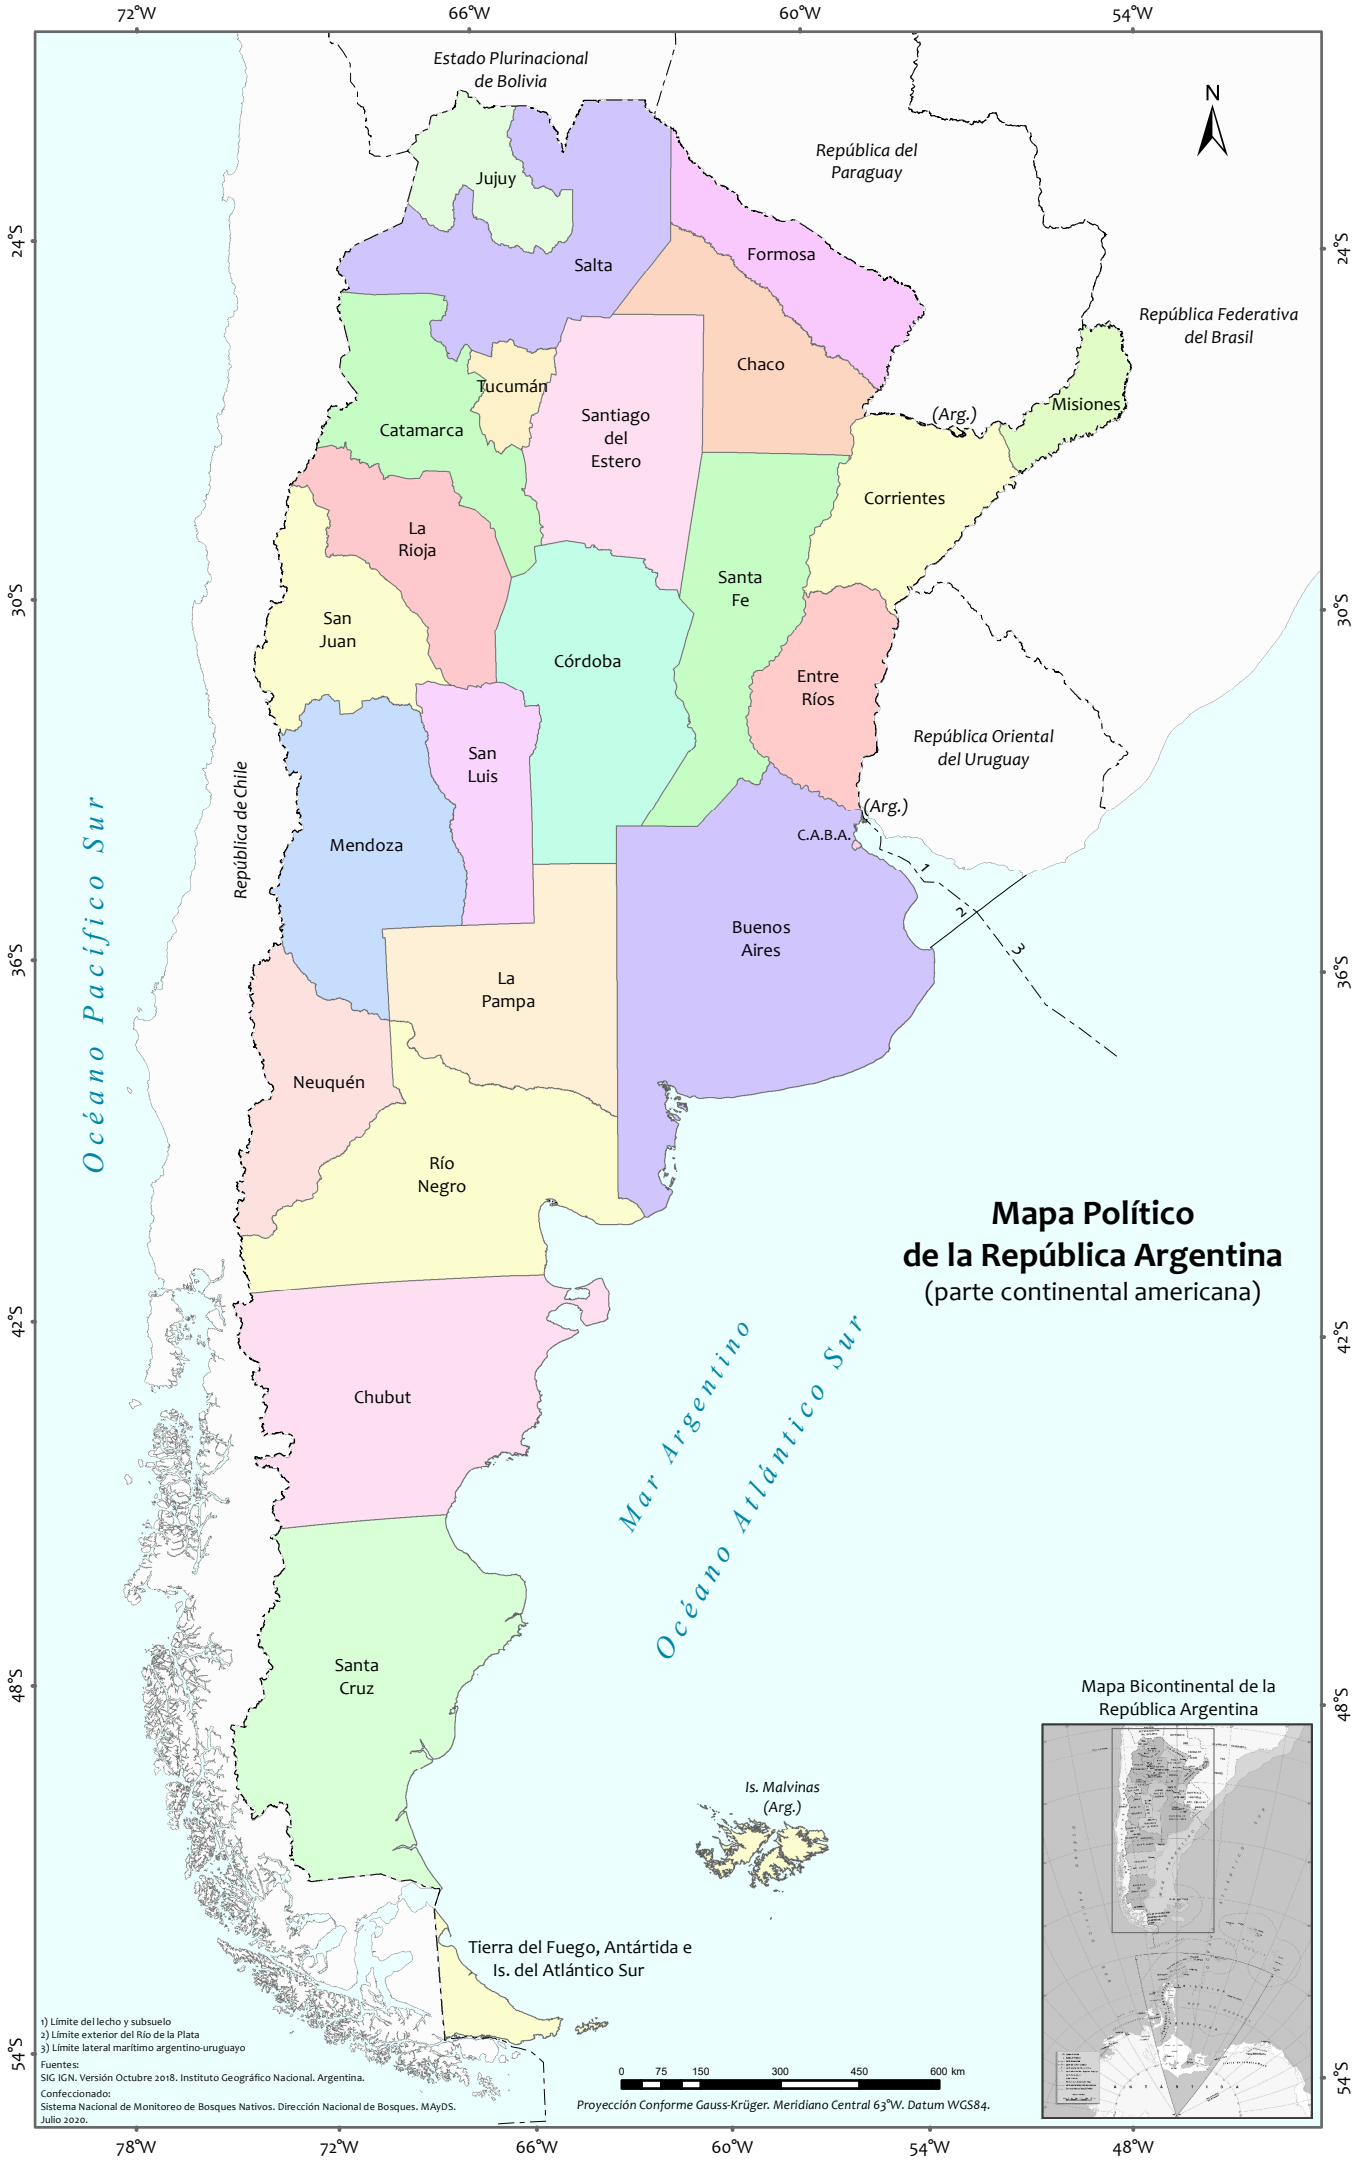 72°W
66°W
60°W
54°W
Estado Plurinacional
de Bolivia
N
República del
Paraguay
Jujuy
24°S
24°S
Formosa
Salta
República Federativa
del Brasil
Chaco
Tucumán
Misiones
(Arg.)
Santiago
del
Estero
Catamarca
Corrientes
La
Rioja
Santa
Fe
30°S
30°S
San
Juan
Córdoba
Entre
Ríos
República Oriental
del Uruguay
San
Luis
República de Chile
Océano Pacífico Sur
(Arg.)
C.A.B.A.
Mendoza
1
2
3
Buenos
Aires
36°S
36°S
La
Pampa
Neuquén
Río
Negro
Mapa Político
de la República Argentina
(parte continental americana)
42°S
42°S
Mar Argentino
Océano Atlántico Sur
Chubut
Santa
Cruz
48°S
48°S
Mapa Bicontinental de la
República Argentina
Is. Malvinas
(Arg.)
Tierra del Fuego, Antártida e
Is. del Atlántico Sur
1) Límite del lecho y subsuelo
2) Límite exterior del Río de la Plata
3) Límite lateral marítimo argentino-uruguayo
54°S
54°S
Fuentes:
SIG IGN. Versión Octubre 2018. Instituto Geográfico Nacional. Argentina.
Confeccionado:
Sistema Nacional de Monitoreo de Bosques Nativos. Dirección Nacional de Bosques. MAyDS.
Julio 2020.
0 75 150 300 450 600 km
Proyección Conforme Gauss-Krüger. Meridiano Central 63°W. Datum WGS84.
ANTÁRTIDA
78°W
72°W
66°W
60°W
54°W
48°W